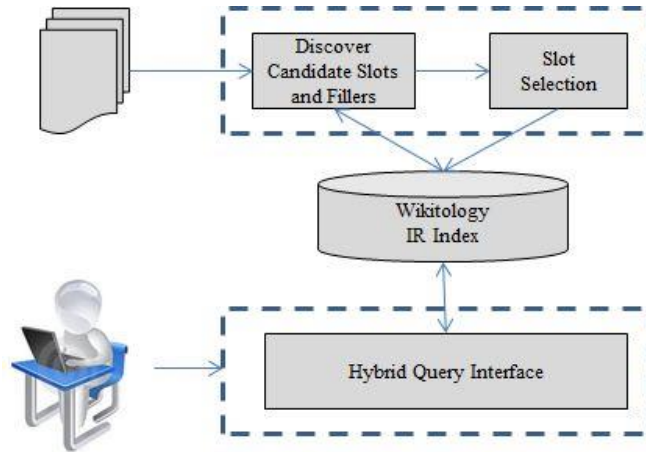 Discover
Candidate Slots
and Fillers
Slot
Selection
Wikitology
IR Index
Hybrid Query Interface